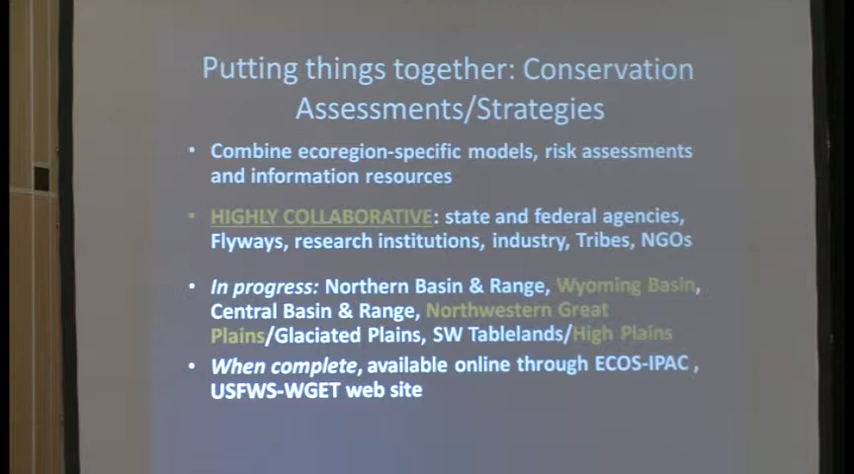 Putting things together: Conservation
Assessments/Strategies
• Combine ecoregion-specific models, risk assessments
and information resources
• HIGHLY COLLABORATIVE: state and federal agencies,
Flyways, research institutions, industry, Tribes, NGOs
• In progress: Northern Basin & Range, Wyoming Basin,
Central Basin & Range, Northwestern Great
Plains/Glaciated Plains, SW Tablelands/High Plains
• When complete, available online through ECOS-IPAC ,
USFWS-WGET web site